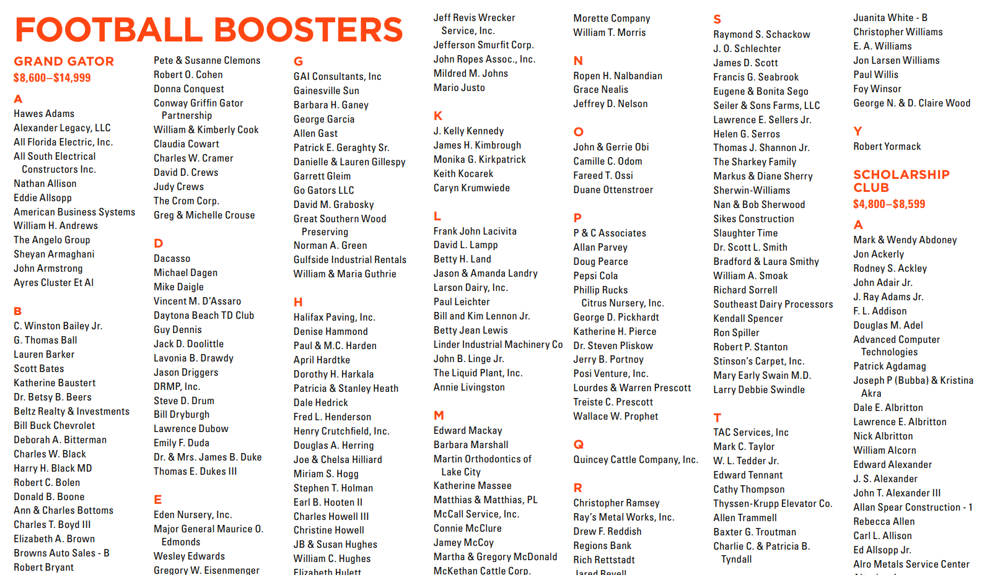 FOOTBALL BOOSTERS
GRAND GATOR
$8,600–$14,999
A
Hawes Adams
Alexander Legacy, LLC
All Florida Electric, Inc.
All South Electrical
Constructors Inc.
Nathan Allison
Eddie Allsopp
American Business Systems
William H. Andrews
The Angelo Group
Sheyan Armaghani
John Armstrong
Ayres Cluster Et Al
B
C. Winston Bailey Jr.
G. Thomas Ball
Lauren Barker
Scott Bates
Katherine Baustert
Dr. Betsy B. Beers
Beltz Realty & Investments
Bill Buck Chevrolet
Deborah A. Bitterman
Charles W. Black
Harry H. Black MD
Robert C. Bolen
Donald B. Boone
Ann & Charles Bottoms
Charles T. Boyd III
Elizabeth A. Brown
Browns Auto Sales - B
Robert Bryant
Pete & Susanne Clemons
Robert O. Cohen
Donna Conquest
Conway Griffin Gator
Partnership
William & Kimberly Cook
Claudia Cowart
Charles W. Cramer
David D. Crews
Judy Crews
The Crom Corp.
Greg & Michelle Crouse
D
Dacasso
Michael Dagen
Mike Daigle
Vincent M. D’Assaro
Daytona Beach TD Club
Guy Dennis
Jack D. Doolittle
Lavonia B. Drawdy
Jason Driggers
DRMP, Inc.
Steve D. Drum
Bill Dryburgh
Lawrence Dubow
Emily F. Duda
Dr. & Mrs. James B. Duke
Thomas E. Dukes III
E
Eden Nursery, Inc.
Major General Maurice O.
Edmonds
Wesley Edwards
Gregory W. Eisenmenger
G
GAI Consultants, Inc
Gainesville Sun
Barbara H. Ganey
George Garcia
Allen Gast
Patrick E. Geraghty Sr.
Danielle & Lauren Gillespy
Garrett Gleim
Go Gators LLC
David M. Grabosky
Great Southern Wood
Preserving
Norman A. Green
Gulfside Industrial Rentals
William & Maria Guthrie
H
Halifax Paving, Inc.
Denise Hammond
Paul & M.C. Harden
April Hardtke
Dorothy H. Harkala
Patricia & Stanley Heath
Dale Hedrick
Fred L. Henderson
Henry Crutchfield, Inc.
Douglas A. Herring
Joe & Chelsa Hilliard
Miriam S. Hogg
Stephen T. Holman
Earl B. Hooten II
Charles Howell III
Christine Howell
JB & Susan Hughes
William C. Hughes
Elizabeth Hulett
Jeff Revis Wrecker
Service, Inc.
Jefferson Smurfit Corp.
John Ropes Assoc., Inc.
Mildred M. Johns
Mario Justo
K
J. Kelly Kennedy
James H. Kimbrough
Monika G. Kirkpatrick
Keith Kocarek
Caryn Krumwiede
L
Frank John Lacivita
David L. Lampp
Betty H. Land
Jason & Amanda Landry
Larson Dairy, Inc.
Paul Leichter
Bill and Kim Lennon Jr.
Betty Jean Lewis
Linder Industrial Machinery Co
John B. Linge Jr.
The Liquid Plant, Inc.
Annie Livingston
M
Edward Mackay
Barbara Marshall
Martin Orthodontics of
Lake City
Katherine Massee
Matthias & Matthias, PL
McCall Service, Inc.
Connie McClure
Jamey McCoy
Martha & Gregory McDonald
McKethan Cattle Corp.
Morette Company
William T. Morris
N
Ropen H. Nalbandian
Grace Nealis
Jeffrey D. Nelson
O
John & Gerrie Obi
Camille C. Odom
Fareed T. Ossi
Duane Ottenstroer
P
P & C Associates
Allan Parvey
Doug Pearce
Pepsi Cola
Phillip Rucks
Citrus Nursery, Inc.
George D. Pickhardt
Katherine H. Pierce
Dr. Steven Pliskow
Jerry B. Portnoy
Posi Venture, Inc.
Lourdes & Warren Prescott
Treiste C. Prescott
Wallace W. Prophet
Q
Quincey Cattle Company, Inc.
R
Christopher Ramsey
Ray’s Metal Works, Inc.
Drew F. Reddish
Regions Bank
Rich Rettstadt
Jared Revell
S
Raymond S. Schackow
J. O. Schlechter
James D. Scott
Francis G. Seabrook
Eugene & Bonita Sego
Seiler & Sons Farms, LLC
Lawrence E. Sellers Jr.
Helen G. Serros
Thomas J. Shannon Jr.
The Sharkey Family
Markus & Diane Sherry
Sherwin-Williams
Nan & Bob Sherwood
Sikes Construction
Slaughter Time
Dr. Scott L. Smith
Bradford & Laura Smithy
William A. Smoak
Richard Sorrell
Southeast Dairy Processors
Kendall Spencer
Ron Spiller
Robert P. Stanton
Stinson’s Carpet, Inc.
Mary Early Swain M.D.
Larry Debbie Swindle
T
TAC Services, Inc
Mark C. Taylor
W. L. Tedder Jr.
Edward Tennant
Cathy Thompson
Thyssen-Krupp Elevator Co.
Allen Trammell
Baxter G. Troutman
Charlie C. & Patricia B.
Tyndall
Juanita White - B
Christopher Williams
E. A. Williams
Jon Larsen Williams
Paul Willis
Foy Winsor
George N. & D. Claire Wood
Y
Robert Yormack
SCHOLARSHIP
CLUB
$4,800–$8,599
A
Mark & Wendy Abdoney
Jon Ackerly
Rodney S. Ackley
John Adair Jr.
J. Ray Adams Jr.
F. L. Addison
Douglas M. Adel
Advanced Computer
Technologies
Patrick Agdamag
Joseph P (Bubba) & Kristina
Akra
Dale E. Albritton
Lawrence E. Albritton
Nick Albritton
William Alcorn
Edward Alexander
J. S. Alexander
John T. Alexander III
Allan Spear Construction - 1
Rebecca Allen
Carl L. Allison
Ed Allsopp Jr.
Alro Metals Service Center